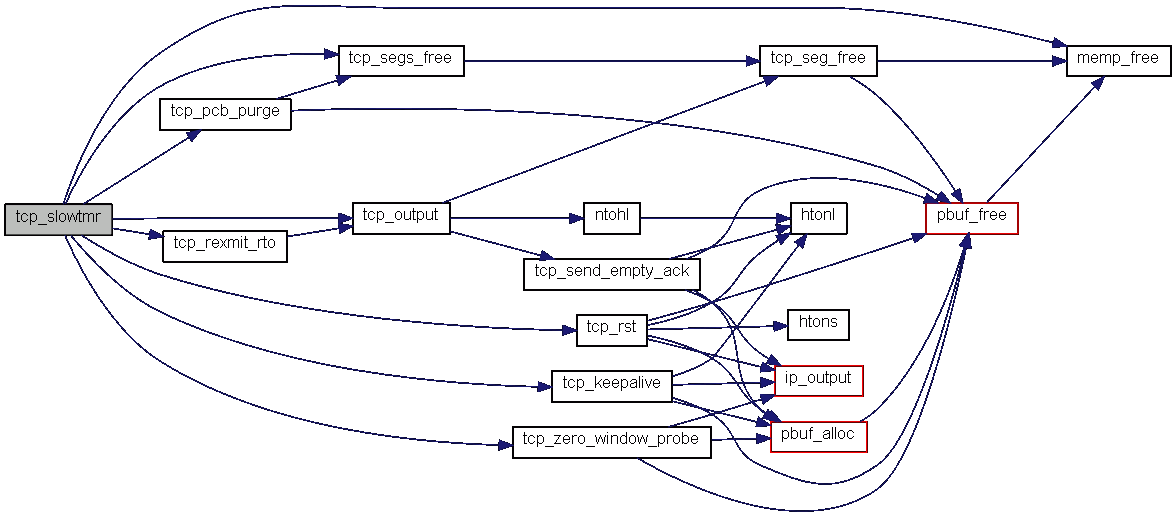 tcp_segs_free
tcp_seg_free
memp_free
tcp_pcb_purge
tcp_slowtmr
tcp_output
ntohl
htonl
pbuf_free
tcp_rexmit_rto
tcp_send_empty_ack
tcp_rst
htons
tcp_keepalive
ip_output
tcp_zero_window_probe
pbuf_alloc